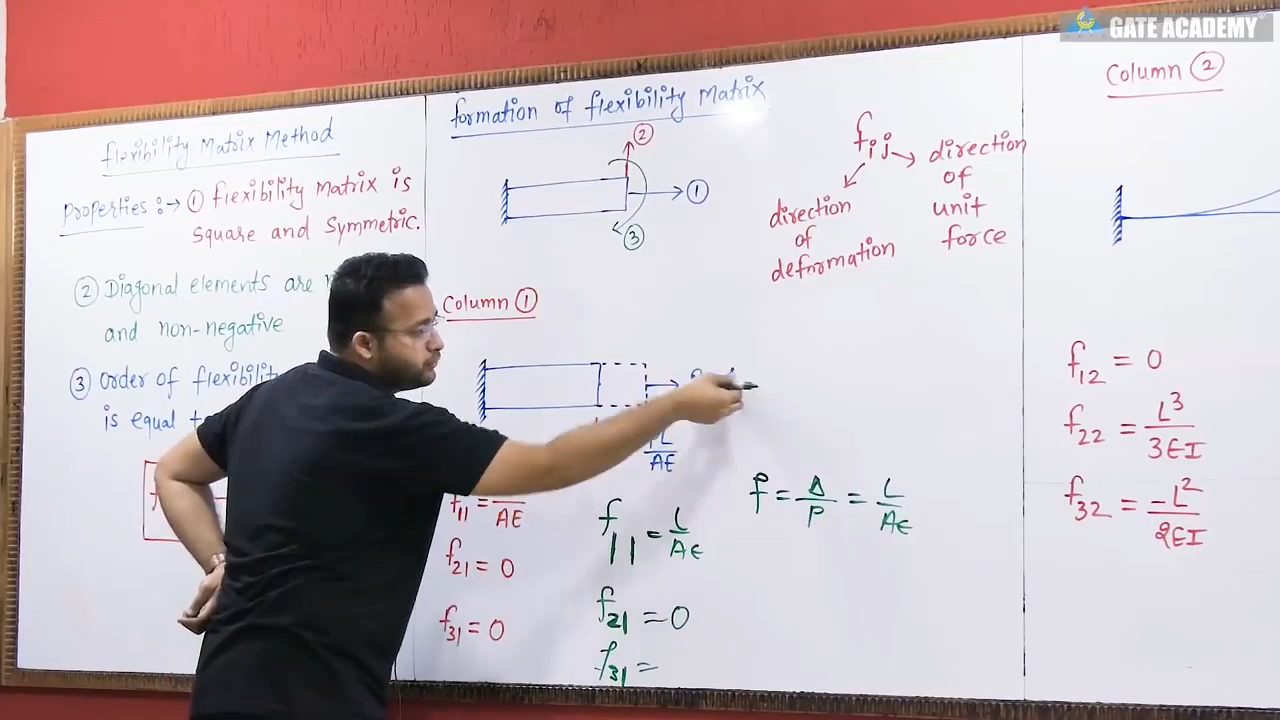 GATE ACADEMY
Flexibility Matrix Method
Properties :→ ① flexibility Matrix is
Square and Symmetric.
② Diagonal elements are
and non-negative
③ Order of flexibility
is equal
formation of flexibility Matrix
②
①
③
fij
direction
of
deformation
direction
of
unit
force
Column ①
L
AE
f11 = 
AE
f21 = 0
f31 = 0
f11 = L/AE
f21 = 0
f31 =
f = Δ/P = L/AE
Column ②
f12 = 0
f22 = L³/3EI
f32 = -L²/2EI